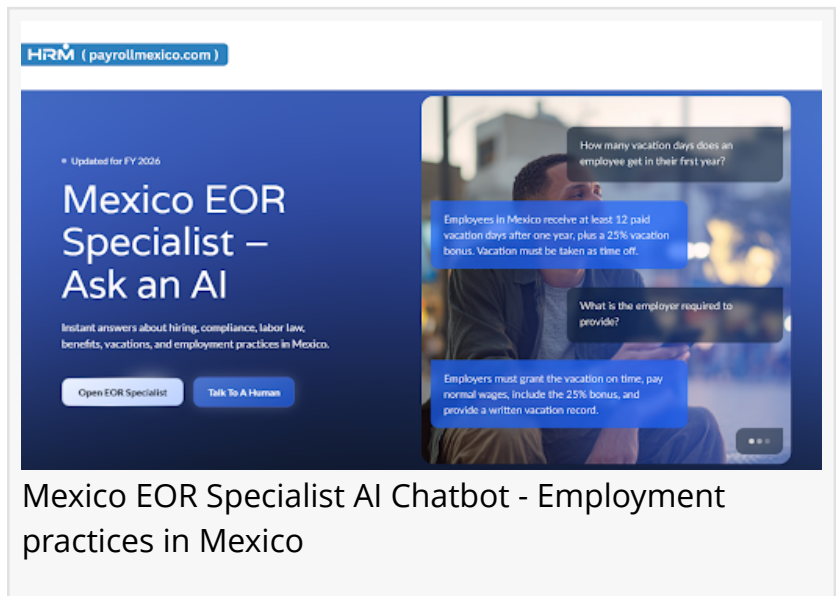 HRM ( payrollmexico.com )
Updated for FY 2026
Mexico EOR
Specialist –
Ask an AI
Instant answers about hiring, compliance, labor law,
benefits, vacations, and employment practices in Mexico.
Open EOR Specialist
Talk To A Human
How many vacation days does an
employee get in their first year?
Employees in Mexico receive at least 12 paid
vacation days after one year, plus a 25% vacation
bonus. Vacation must be taken as time off.
What is the employer required to
provide?
Employers must grant the vacation on time, pay
normal wages, include the 25% bonus, and
provide a written vacation record.
Mexico EOR Specialist AI Chatbot - Employment
practices in Mexico